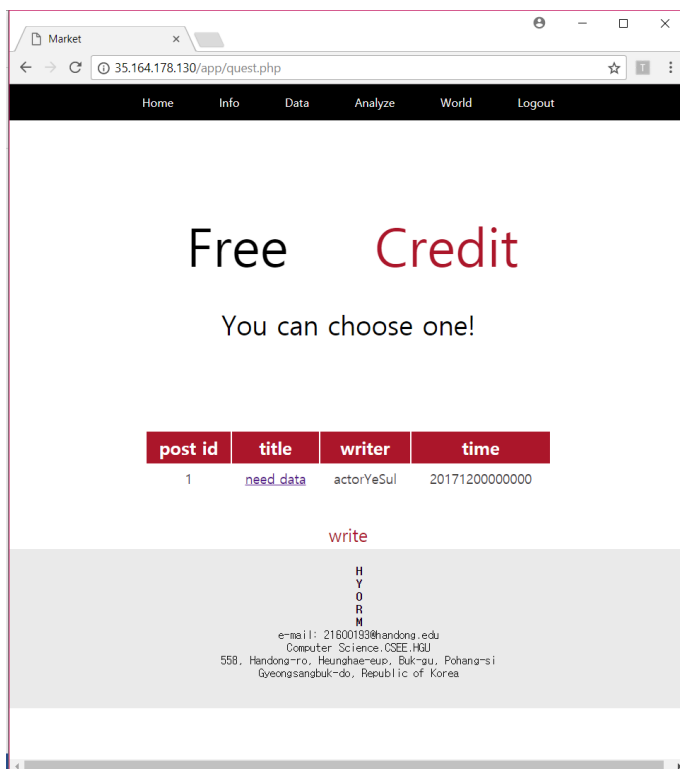 Market
35.164.178.130/app/quest.php
T
Home Info Data Analyze World Logout
Free Credit
You can choose one!
post id title writer time
1 need data actorYeSul 20171200000000
write
H
Y
O
R
M
e-mail: 21600193@handong.edu
Computer Science.CSEE.HGU
558, Handong-ro, Heunghae-eup, Buk-gu, Pohang-si
Gyeongsangbuk-do, Republic of Korea